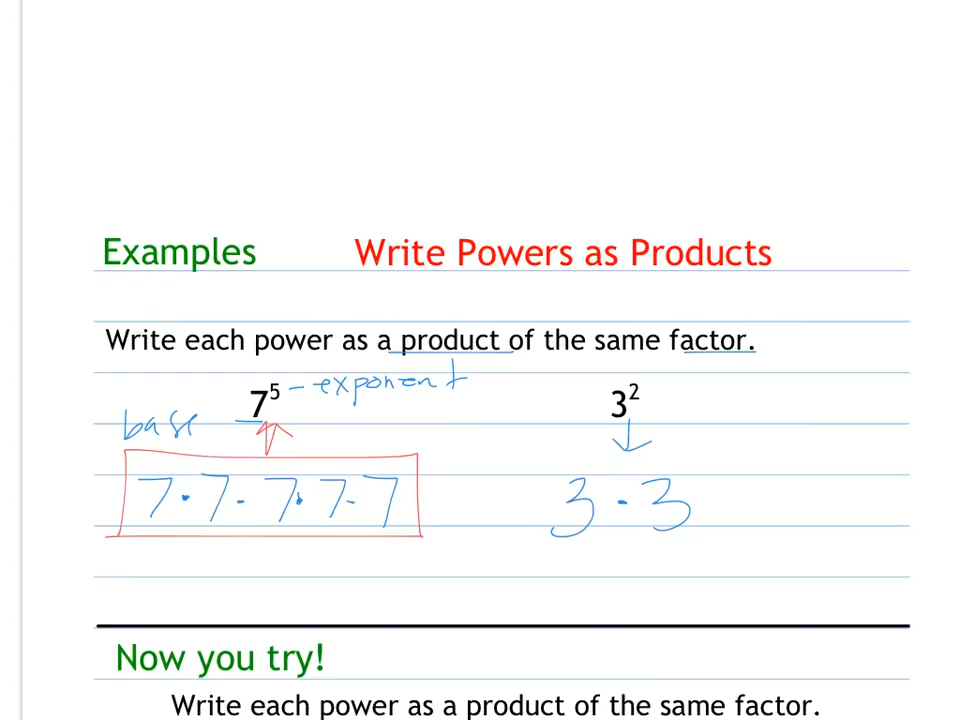 Examples Write Powers as Products
Write each power as a product of the same factor.
7⁵ - exponent 3²
base
7·7·7·7·7 3·3
Now you try!
Write each power as a product of the same factor.